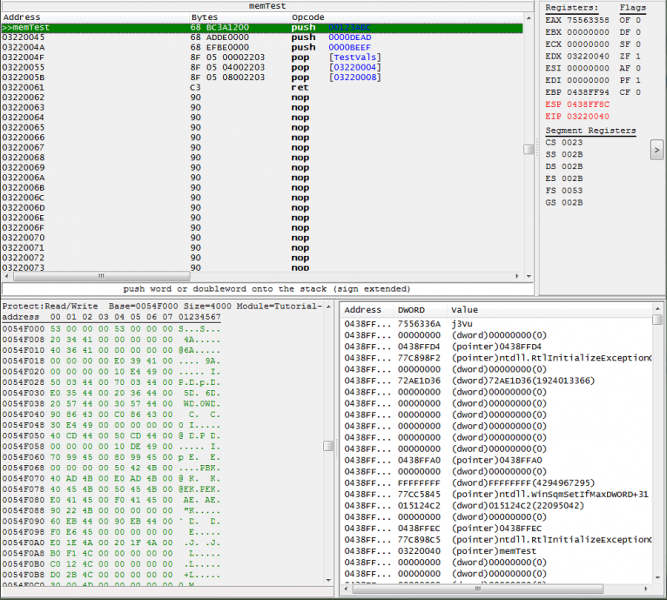 memTest
Address Bytes Opcode
>>memTest 68 BC3A1200 push 00123ABC
03220045 68 ADDE0000 push 0000DEAD
0322004A 68 EFBE0000 push 0000BEEF
0322004F 8F 05 00002203 pop [TestVals]
03220055 8F 05 04002203 pop [03220004]
0322005B 8F 05 08002203 pop [03220008]
03220061 C3 ret
03220062 90 nop
03220063 90 nop
03220064 90 nop
03220065 90 nop
03220066 90 nop
03220067 90 nop
03220068 90 nop
03220069 90 nop
0322006A 90 nop
0322006B 90 nop
0322006C 90 nop
0322006D 90 nop
0322006E 90 nop
0322006F 90 nop
03220070 90 nop
03220071 90 nop
03220072 90 nop
03220073 90 nop
push word or doubleword onto the stack (sign extended)
Registers: Flags
EAX 75563358 OF 0
EBX 00000000 DF 0
ECX 00000000 SF 0
EDX 03220040 ZF 1
ESI 00000000 AF 0
EDI 00000000 PF 1
EBP 0438FF94 CF 0
ESP 0438FF8C
EIP 03220040
Segment Registers
CS 0023
SS 002B
DS 002B
ES 002B
FS 0053
GS 002B
>
Protect:Read/Write Base=0054F000 Size=4000 Module=Tutorial-
address 00 01 02 03 04 05 06 07 01234567
0054F000 53 00 00 00 53 00 00 00 S...S...
0054F008 20 34 41 00 00 00 00 00 4A.....
0054F010 40 36 41 00 00 00 00 00 @6A.....
0054F018 00 00 00 00 E0 39 41 00
0054F020 00 00 00 00 10 E4 49 00
0054F028 50 03 44 00 70 03 44 00 P.D.p.D.
0054F030 E0 35 44 00 20 36 44 00
0054F038 20 57 44 00 30 57 44 00 WD.0WD.
0054F040 90 86 43 00 C0 86 43 00
0054F048 30 E4 49 00 00 00 00 00
0054F050 40 CD 44 00 50 CD 44 00
0054F058 00 00 00 00 10 DE 49 00
0054F060 70 99 45 00 80 99 45 00
0054F068 00 00 00 00 50 42 4B 00 ....PBK.
0054F070 40 AD 4B 00 E0 AD 4B 00
0054F078 40 45 4B 00 50 45 4B 00 @EK.PEK.
0054F080 E0 41 45 00 F0 41 45 00
0054F088 90 22 4B 00 00 00 00 00
0054F090 60 EB 44 00 90 EB 44 00
0054F098 F0 E6 45 00 00 00 00 00
0054F0A0 E0 1E 4A 00 20 1F 4A 00
0054F0A8 B0 F1 4C 00 00 00 00 00
0054F0B0 C0 12 4C 00 00 00 00 00
0054F0B8 D0 2B 4C 00 00 00 00 00
Address DWORD Value
0438FF... 7556336A j3vu
0438FF... 00000000 (dword)00000000(0)
0438FF... 0438FFD4 (pointer)0438FFD4
0438FF... 77C898F2 (pointer)ntdll.RtlInitializeExceptionC
0438FF... 00000000 (dword)00000000(0)
0438FF... 72AE1D36 (dword)72AE1D36(1924013366)
0438FF... 00000000 (dword)00000000(0)
0438FF... 00000000 (dword)00000000(0)
0438FF... 00000000 (dword)00000000(0)
0438FF... 00000000 (dword)00000000(0)
0438FF... 00000000 (dword)00000000(0)
0438FF... 0438FFA0 (pointer)0438FFA0
0438FF... 00000000 (dword)00000000(0)
0438FF... FFFFFFFF (dword)FFFFFFFF(4294967295)
0438FF... 77CC5845 (pointer)ntdll.WinSqmSetIfMaxDWORD+31
0438FF... 015124C2 (dword)015124C2(22095042)
0438FF... 00000000 (dword)00000000(0)
0438FF... 0438FFEC (pointer)0438FFEC
0438FF... 77C898C5 (pointer)ntdll.RtlInitializeExceptionC
0438FF... 03220040 (pointer)memTest
0438FF... 00000000 (dword)00000000(0)
0438FF... 00000000 (dword)00000000(0)